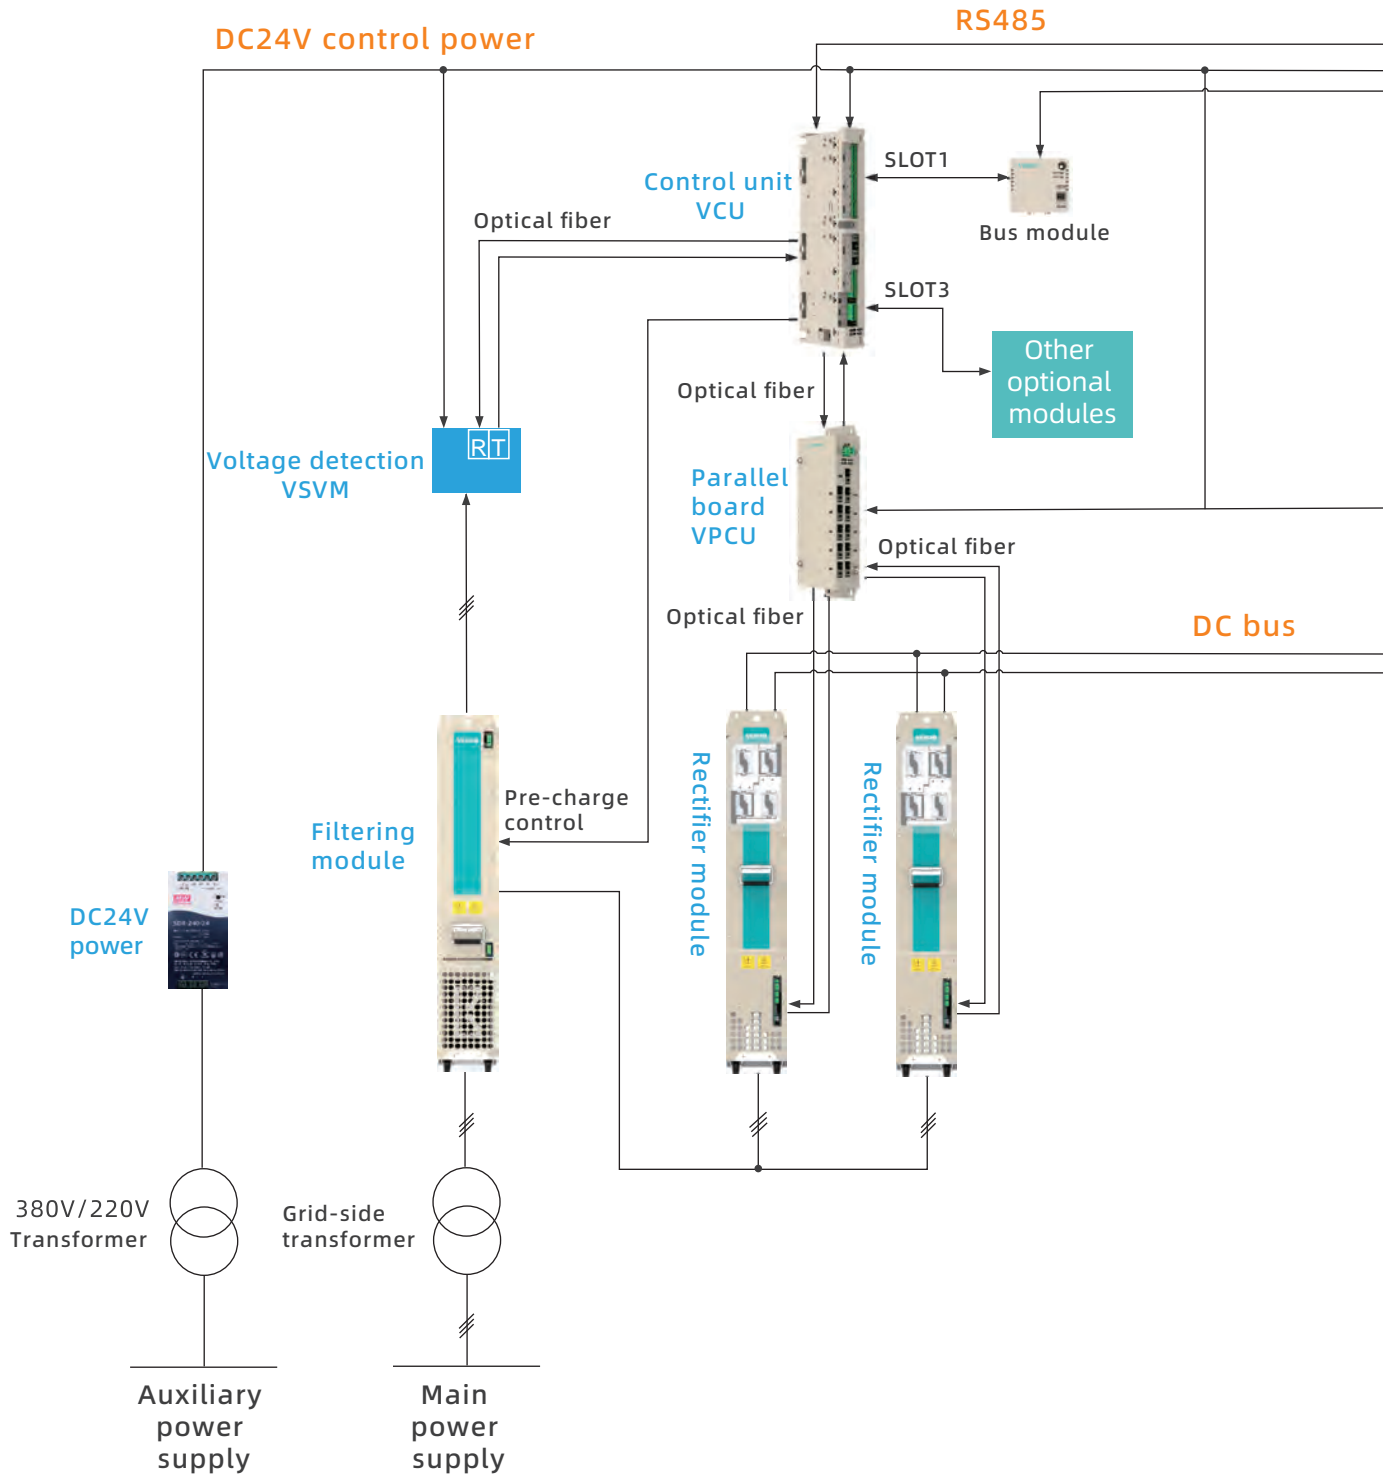 RS485
DC24V control power
SLOT1
Control unit
VCU
Optical fiber
Bus module
SLOT3
Other
optional
modules
Optical fiber
R T
Voltage detection
VSVM
Parallel
board
VPCU
Optical fiber
Optical fiber
DC bus
Rectifier module
Rectifier module
Pre-charge
control
Filtering
module
DC24V
power
380V/220V
Transformer
Grid-side
transformer
Auxiliary
power
supply
Main
power
supply